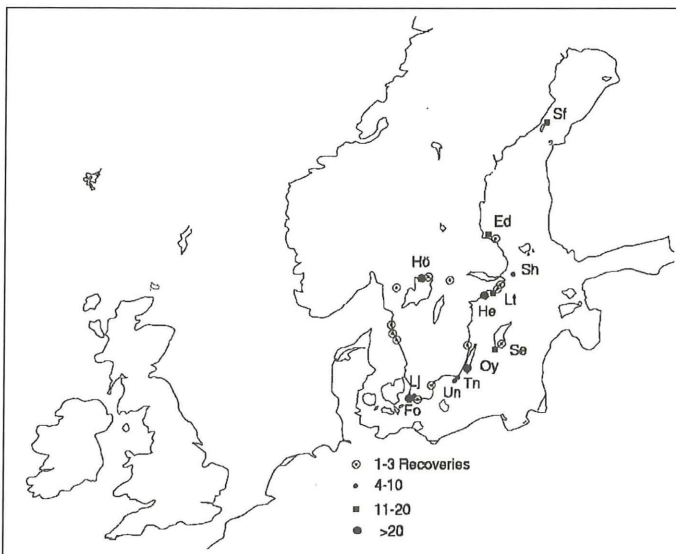 Sf
Ed
Hö
Sh
Lt
He
Se
Oy
Lj
Tn
Un
Fo
1-3 Recoveries
4-10
11-20
>20